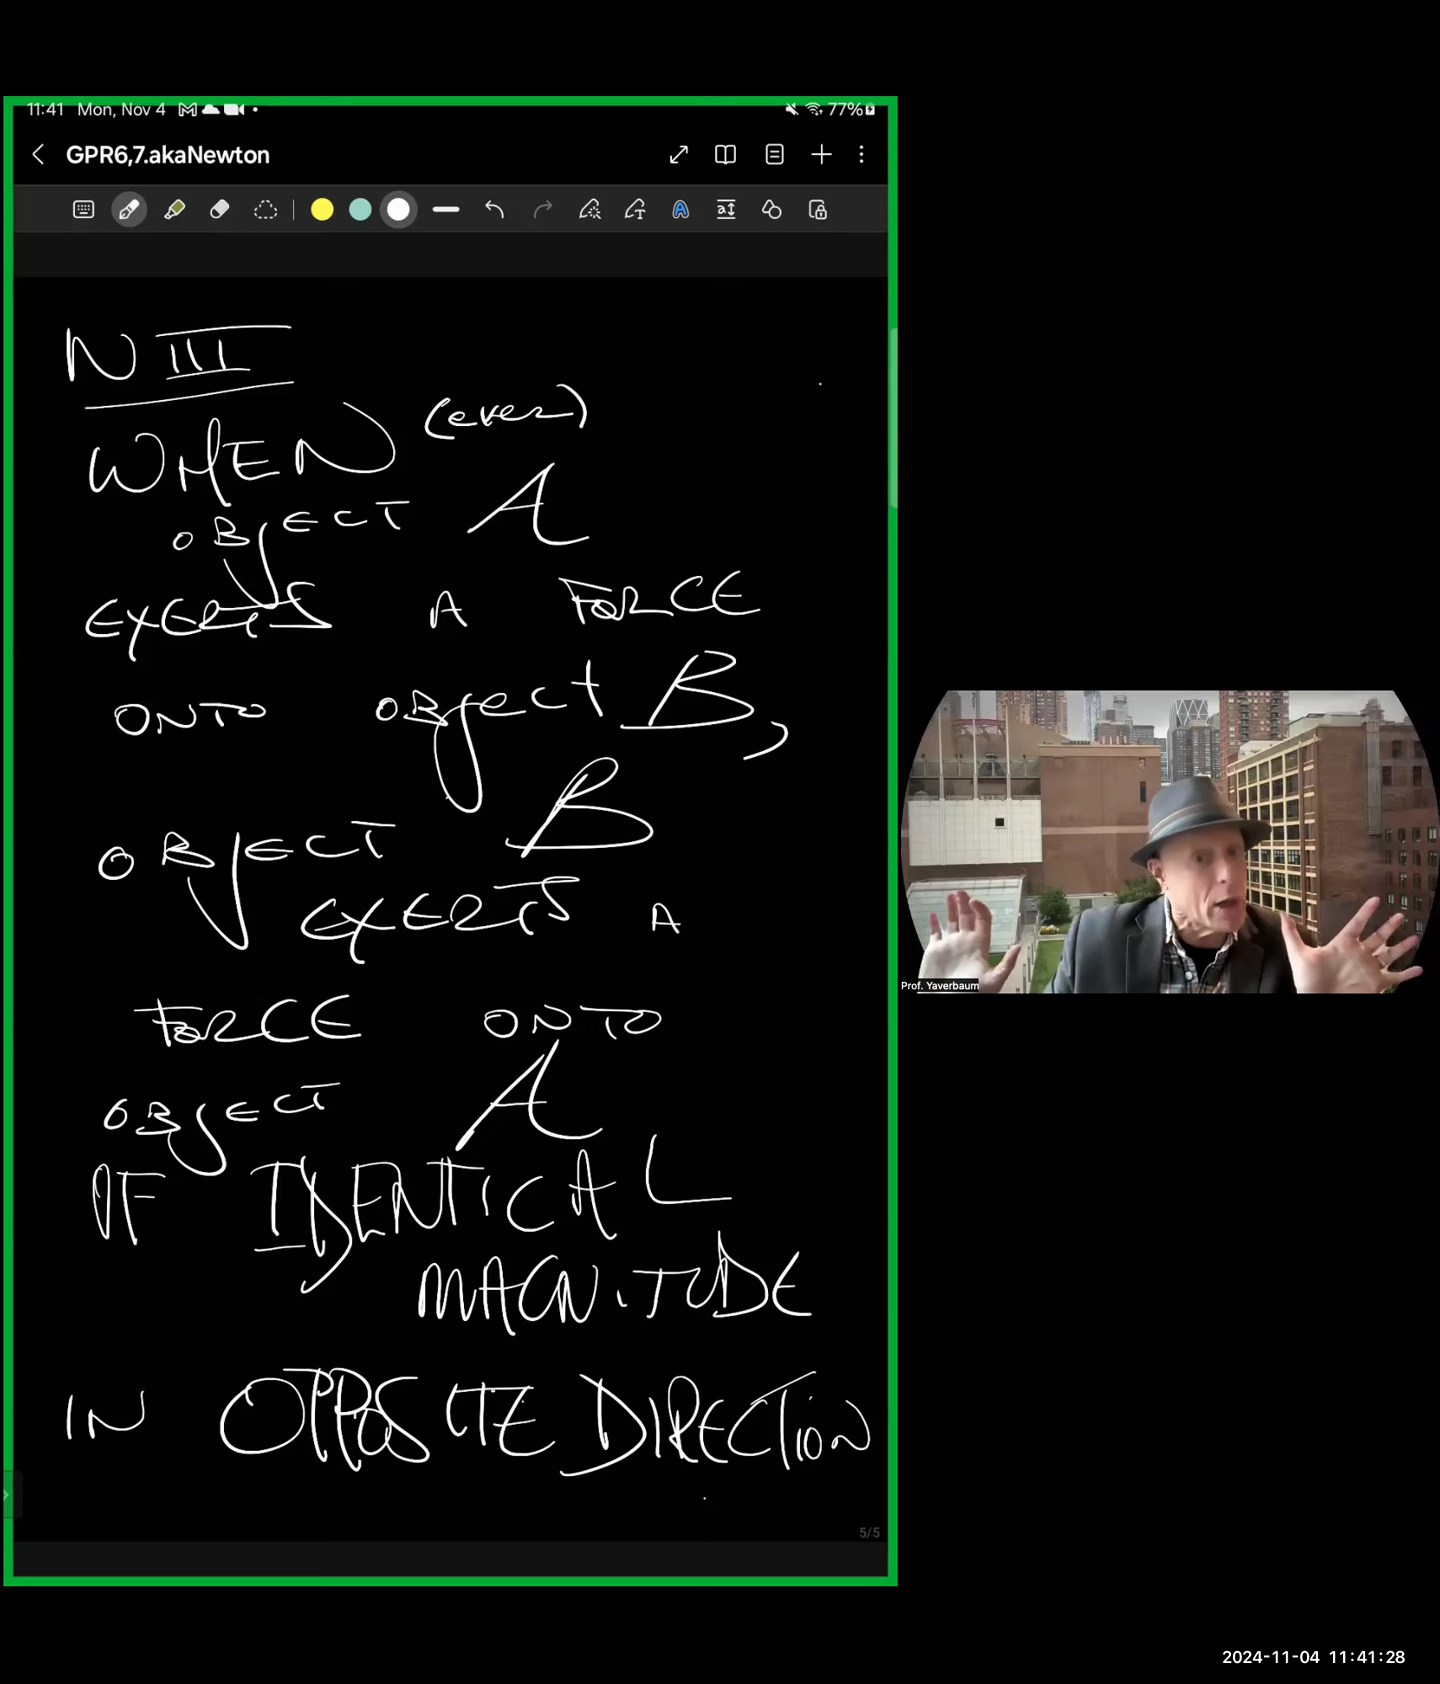 11:41 Mon, Nov 4 77%
GPR6,7.akaNewton
N III
WHEN (ever)
OBJECT A
EXERTS A FORCE
ONTO OBject B,
OBJECT B
EXERTS A
FORCE ONTO
OBJECT A
OF IDENTICAL
MAGNITUDE
IN OPPOSITE DIRECTION
5/5
Prof. Yaverbaum
2024-11-04 11:41:28